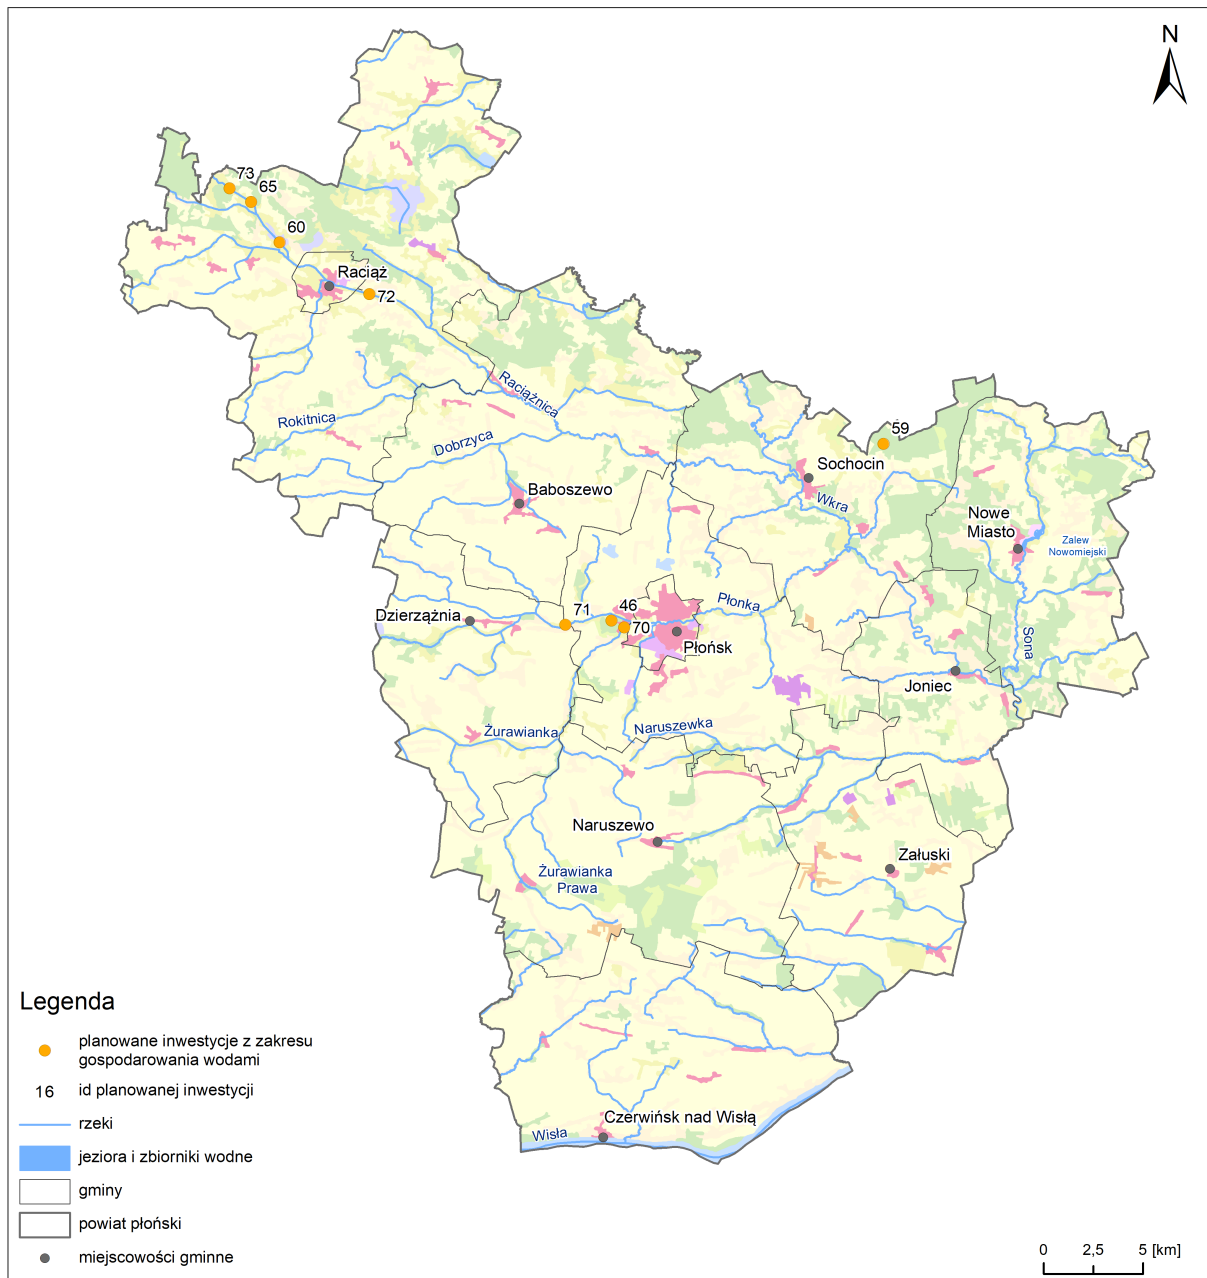 N
73
65
60
Raciąż
72
Raciążnica
Rokitnica
Dobrzyca
59
Sochocin
Baboszewo
Wkra
Nowe
Miasto
Zalew
Nowomiejski
71
46
70
Płonka
Dzierzążnia
Płońsk
Sona
Joniec
Żurawianka
Naruszewka
Naruszewo
Załuski
Żurawianka
Prawa
Czerwińsk nad Wisłą
Wisła
Legenda
planowane inwestycje z zakresu
gospodarowania wodami
16 id planowanej inwestycji
rzeki
jeziora i zbiorniki wodne
gminy
powiat płoński
miejscowości gminne
0 2,5 5 [km]